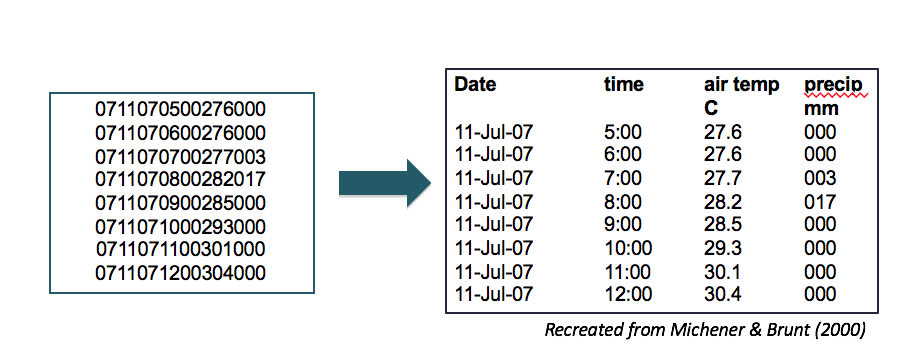 0711070500276000
0711070600276000
0711070700277003
0711070800282017
0711070900285000
0711071000293000
0711071100301000
0711071200304000
Date time air temp precip
C mm
11-Jul-07 5:00 27.6 000
11-Jul-07 6:00 27.6 000
11-Jul-07 7:00 27.7 003
11-Jul-07 8:00 28.2 017
11-Jul-07 9:00 28.5 000
11-Jul-07 10:00 29.3 000
11-Jul-07 11:00 30.1 000
11-Jul-07 12:00 30.4 000
Recreated from Michener & Brunt (2000)